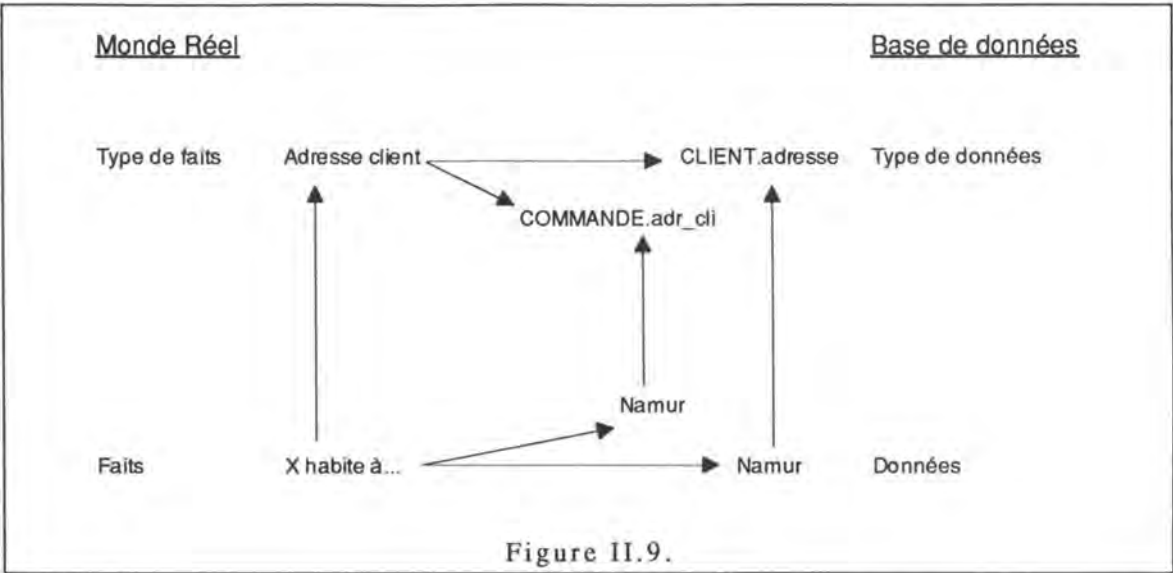 Monde Réel Base de données
Type de faits Adresse client CLIENT.adresse Type de données
COMMANDE.adr_cli
Namur
Faits X habite à... Namur Données
Figure II.9.